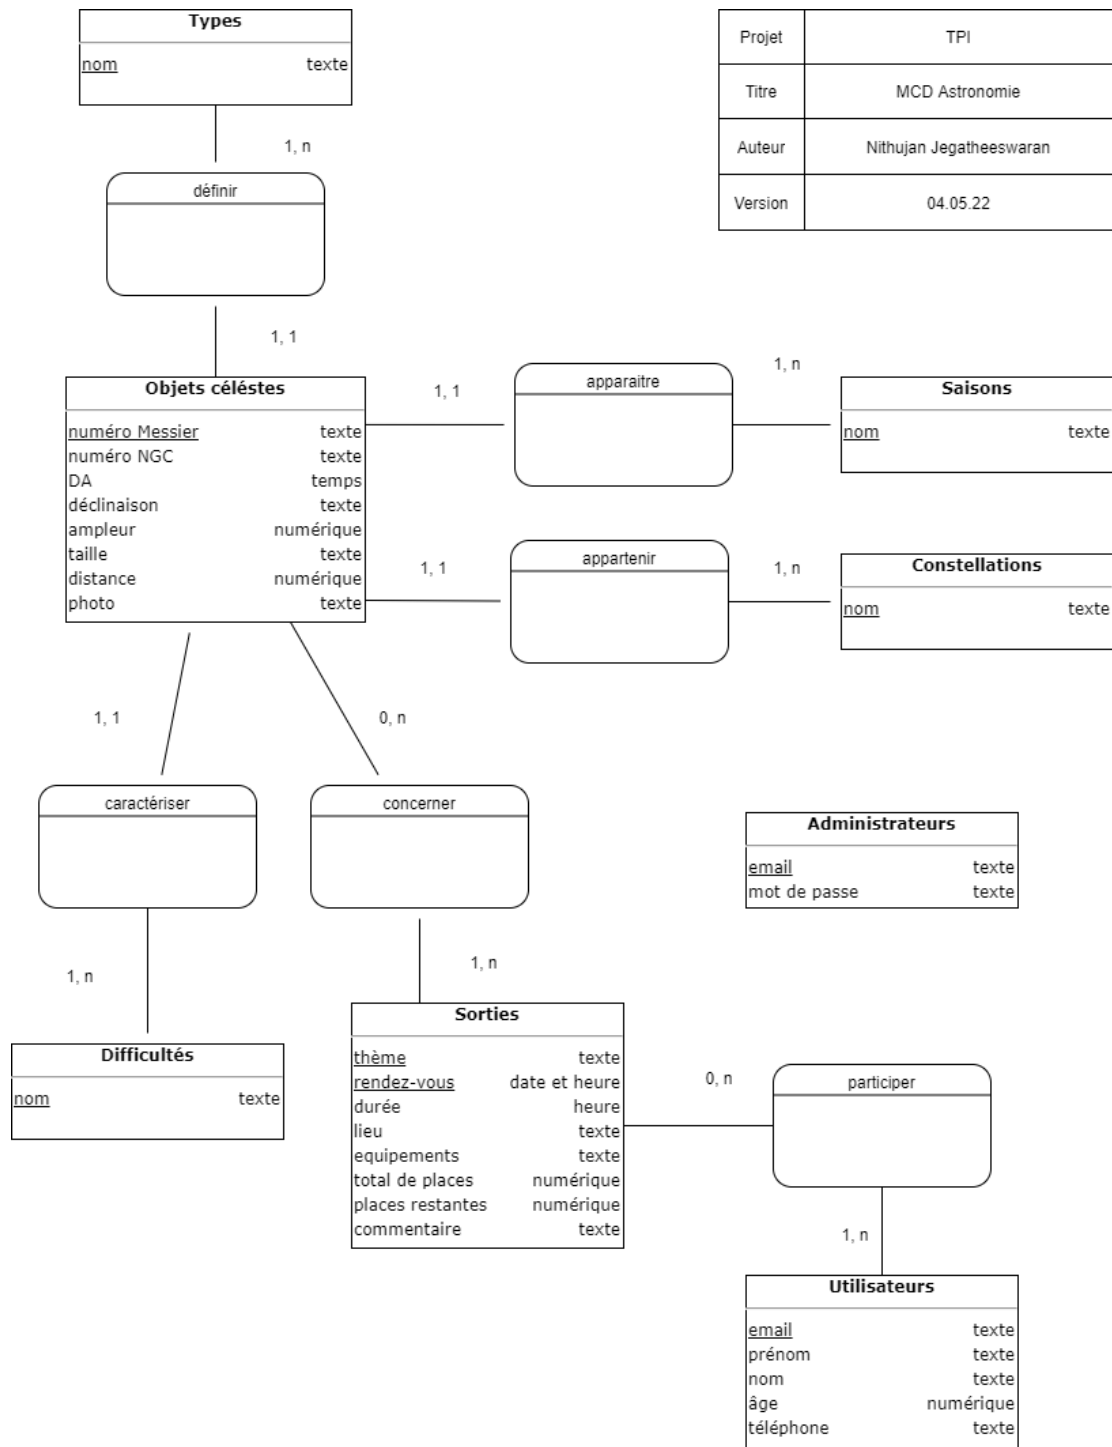 Types
nom texte
1, n
définir
1, 1
Projet TPI
Titre MCD Astronomie
Auteur Nithujan Jegatheeswaran
Version 04.05.22
Objets céléstes
numéro Messier texte
numéro NGC texte
DA temps
déclinaison texte
ampleur numérique
taille texte
distance numérique
photo texte
1, 1
apparaitre
1, n
Saisons
nom texte
1, 1
appartenir
1, n
Constellations
nom texte
1, 1
0, n
caractériser
concerner
Administrateurs
email texte
mot de passe texte
1, n
1, n
Difficultés
nom texte
Sorties
thème texte
rendez-vous date et heure
durée heure
lieu texte
equipements texte
total de places numérique
places restantes numérique
commentaire texte
0, n
participer
1, n
Utilisateurs
email texte
prénom texte
nom texte
âge numérique
téléphone texte